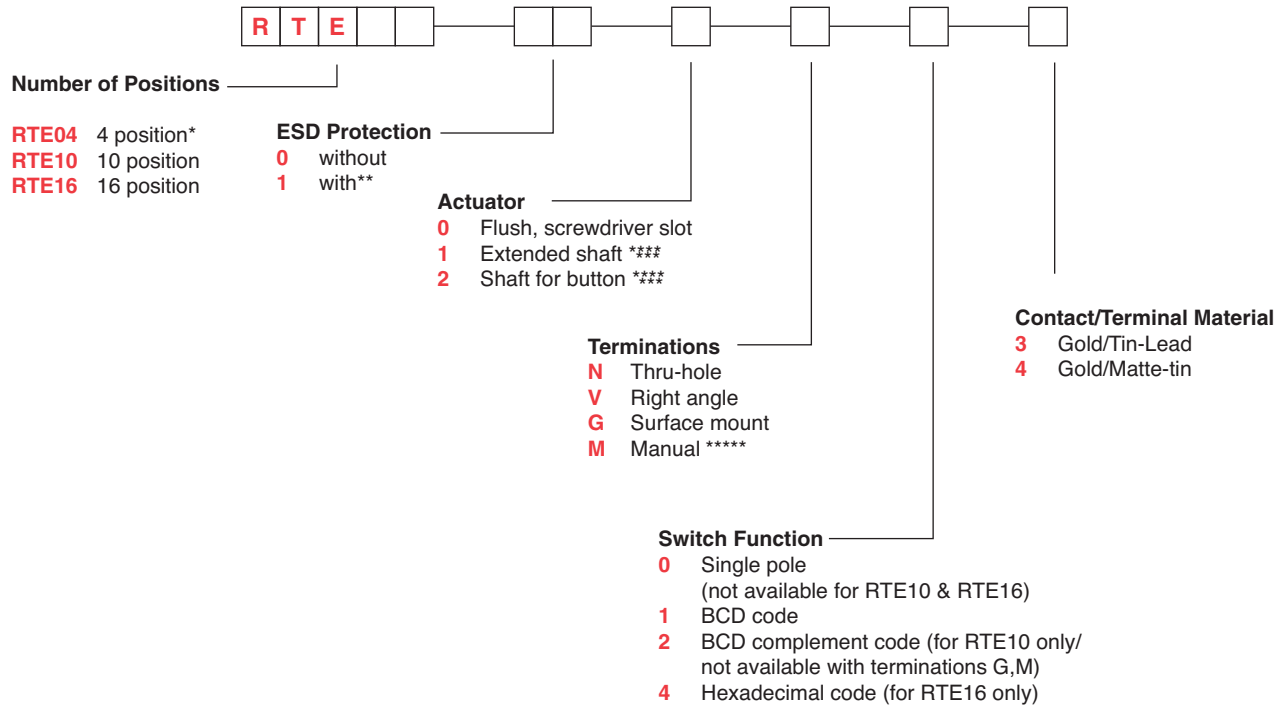 R T E
Number of Positions
RTE04 4 position*
RTE10 10 position
RTE16 16 position
ESD Protection
0 without
1 with**
Actuator
0 Flush, screwdriver slot
1 Extended shaft ****
2 Shaft for button ****
Terminations
N Thru-hole
V Right angle
G Surface mount
M Manual *****
Contact/Terminal Material
3 Gold/Tin-Lead
4 Gold/Matte-tin
Switch Function
0 Single pole
(not available for RTE10 & RTE16)
1 BCD code
2 BCD complement code (for RTE10 only/
not available with terminations G,M)
4 Hexadecimal code (for RTE16 only)